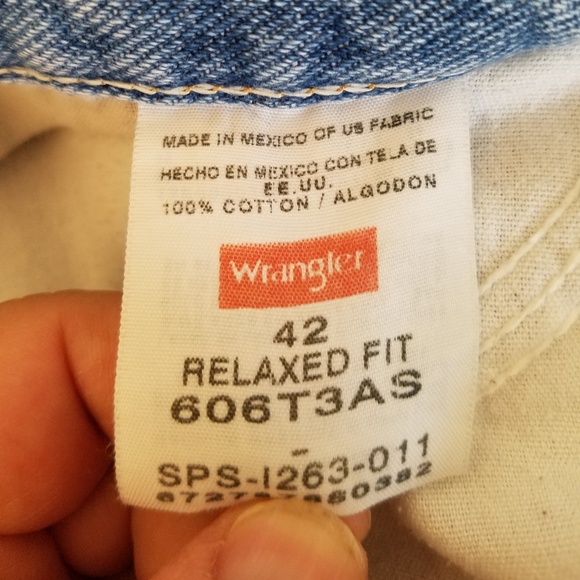 MADE IN MEXICO OF US FABRIC
HECHO EN MEXICO CON TELA DE
EE.UU.
100% COTTON / ALGODON
Wrangler
42
RELAXED FIT
606T3AS
-
SPS-1263-011